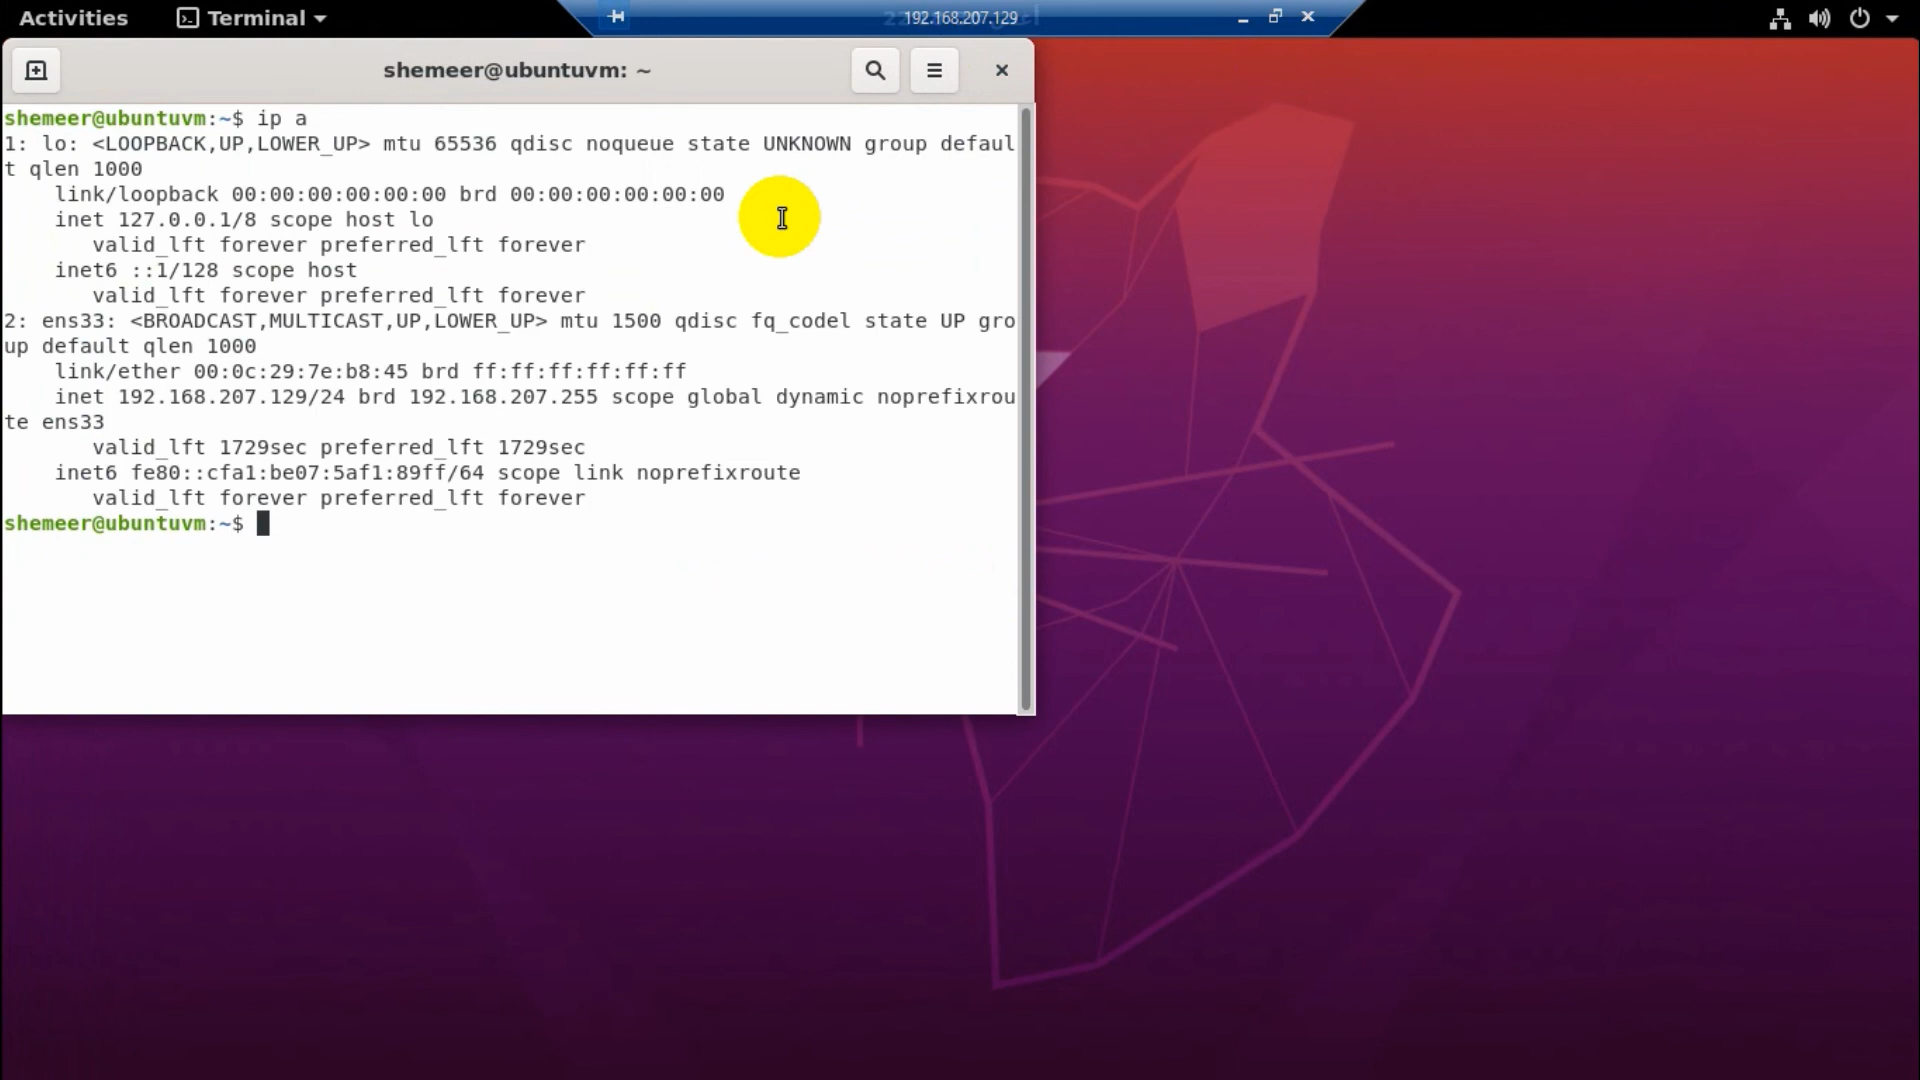 Activities
Terminal
192.168.207.129
shemeer@ubuntuvm: ~
shemeer@ubuntuvm:~$ ip a
1: lo: <LOOPBACK,UP,LOWER_UP> mtu 65536 qdisc noqueue state UNKNOWN group defaul
t qlen 1000
    link/loopback 00:00:00:00:00:00 brd 00:00:00:00:00:00
    inet 127.0.0.1/8 scope host lo
       valid_lft forever preferred_lft forever
    inet6 ::1/128 scope host
       valid_lft forever preferred_lft forever
2: ens33: <BROADCAST,MULTICAST,UP,LOWER_UP> mtu 1500 qdisc fq_codel state UP gro
up default qlen 1000
    link/ether 00:0c:29:7e:b8:45 brd ff:ff:ff:ff:ff:ff
    inet 192.168.207.129/24 brd 192.168.207.255 scope global dynamic noprefixrou
te ens33
       valid_lft 1729sec preferred_lft 1729sec
    inet6 fe80::cfa1:be07:5af1:89ff/64 scope link noprefixroute
       valid_lft forever preferred_lft forever
shemeer@ubuntuvm:~$